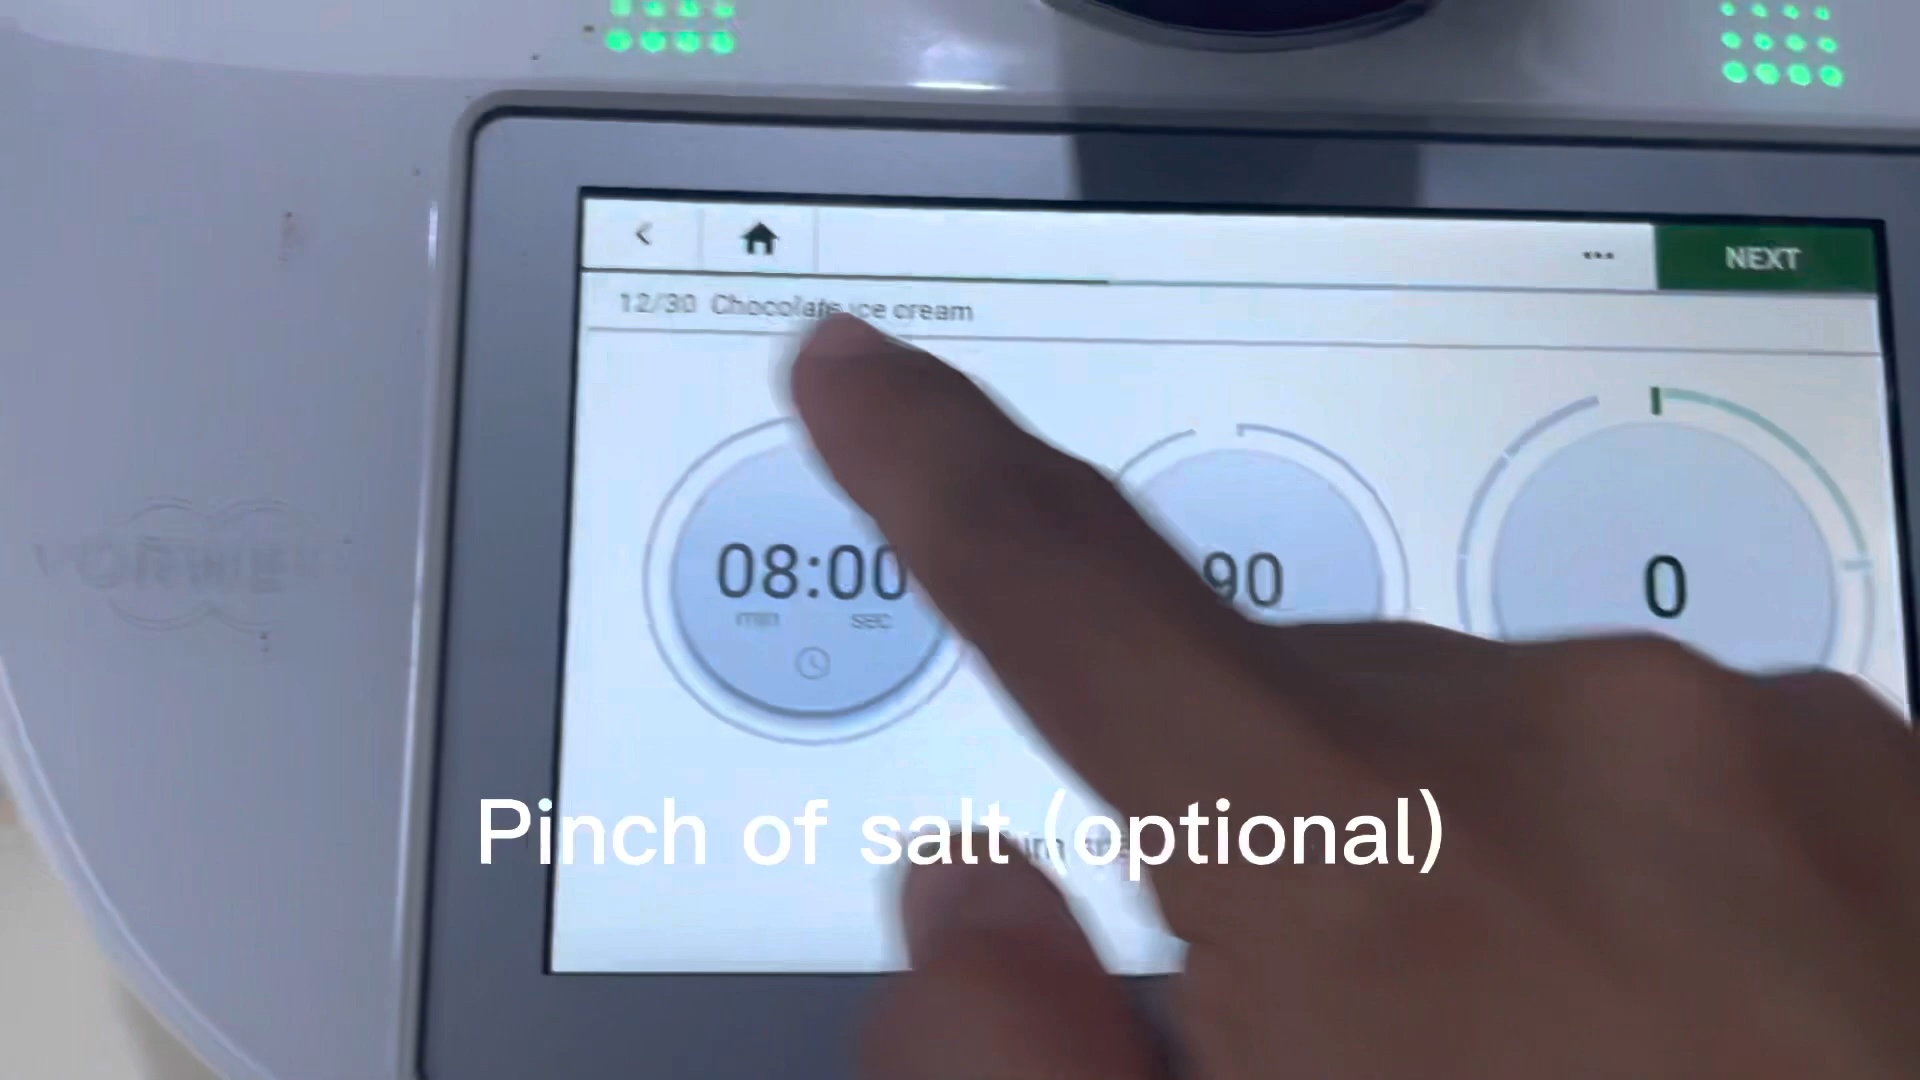 NEXT
12/30 Chocolate ice cream
08:00
90
0
min sec
Pinch of salt (optional)